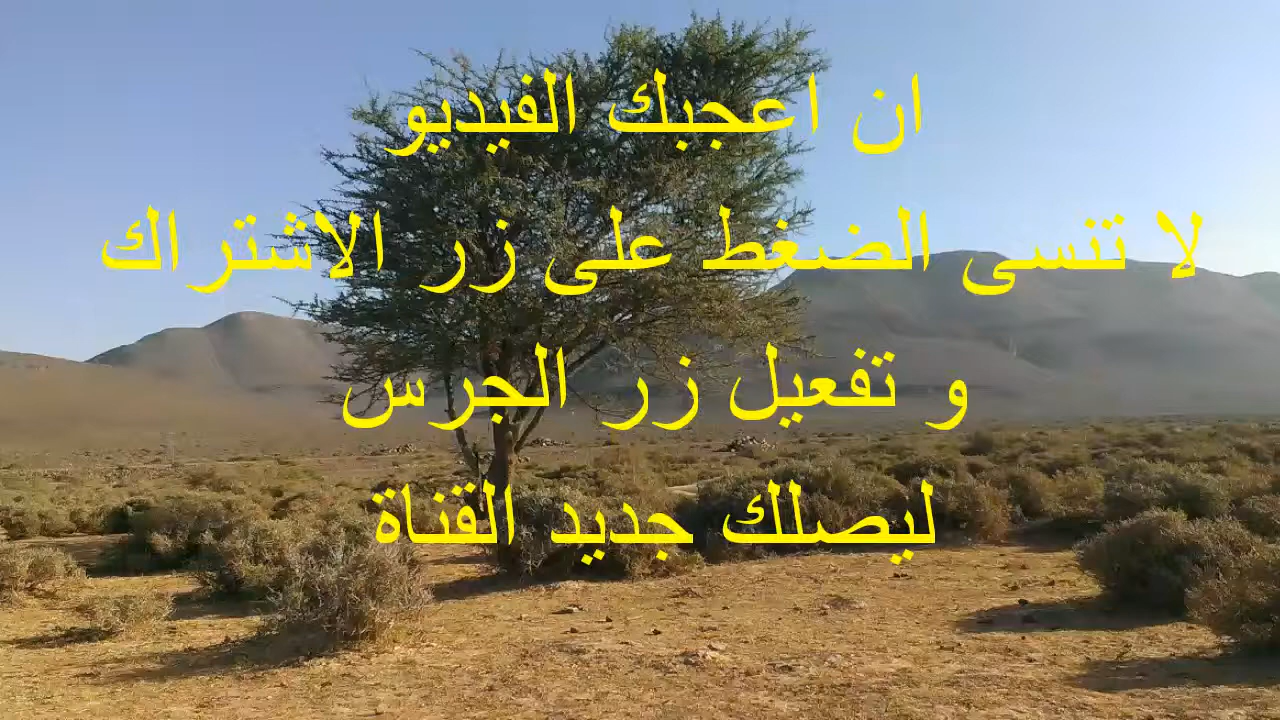 ان اعجبك الفيديو
لا تنسى الضغط على زر الاشتراك
و تفعيل زر الجرس
ليصلك جديد القناة